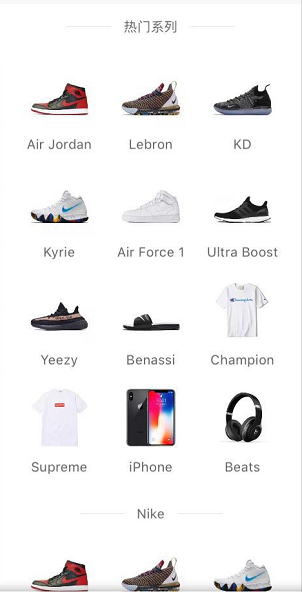 热门系列
Air Jordan
Lebron
KD
Kyrie
Air Force 1
Ultra Boost
Champion
Yeezy
Benassi
Champion
Supreme
iPhone
Beats
Nike